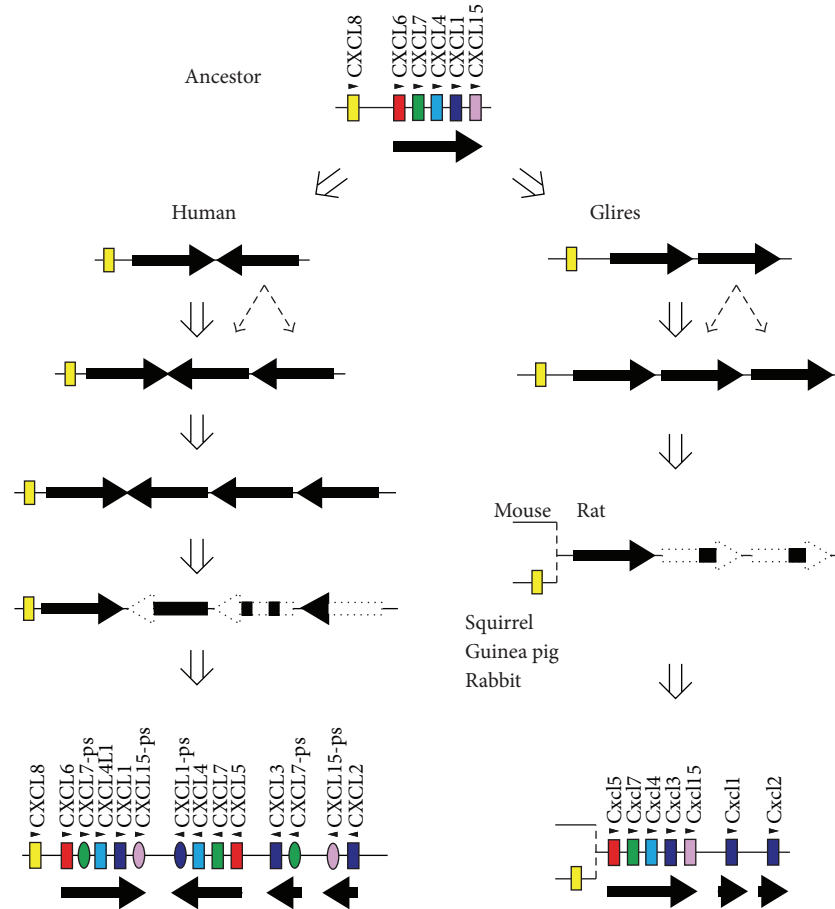 Ancestor
CXCL8
CXCL6
CXCL7
CXCL4
CXCL1
CXCL15
Human
Glires
Mouse
Rat
Squirrel
Guinea pig
Rabbit
CXCL8
CXCL6
CXCL7-ps
CXCL4L1
CXCL1
CXCL15-ps
CXCL1-ps
CXCL4
CXCL7
CXCL5
CXCL3
CXCL7-ps
CXCL15-ps
CXCL2
Cxcl5
Cxcl7
Cxcl4
Cxcl3
Cxcl15
Cxcl1
Cxcl2